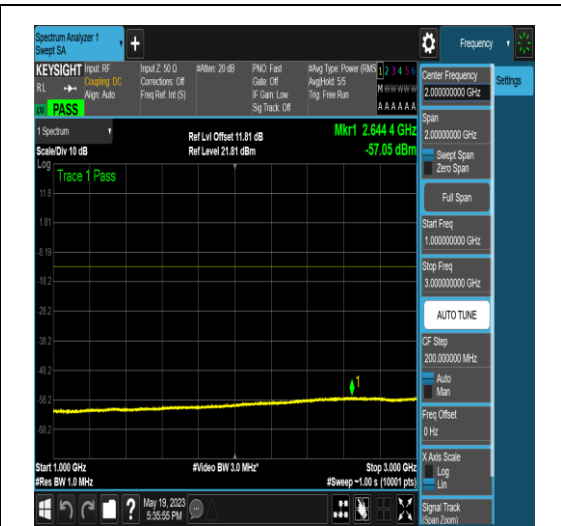 Spectrum Analyzer 1
Swept SA
+
Frequency
KEYSIGHT
Input: RF
Coupling: DC
Align: Auto
RL
PASS
Input Z: 50 Ω
Corrections: Off
Freq Ref: Int (S)
#Atten: 20 dB
PNO: Fast
Gate: Off
IF Gain: Low
Sig Track: Off
#Avg Type: Power (RMS
Avg|Hold: 5/5
Trig: Free Run
1 2 3 4 5 6
M W W W W W
A A A A A A
1 Spectrum
Scale/Div 10 dB
Ref Lvl Offset 11.81 dB
Ref Level 21.81 dBm
Mkr1 2.644 4 GHz
-57.05 dBm
Log
Trace 1 Pass
11.8
1.81
-8.19
-18.2
-28.2
-38.2
-48.2
-58.2
-68.2
1
Start 1.000 GHz
#Res BW 1.0 MHz
#Video BW 3.0 MHz*
Stop 3.000 GHz
#Sweep ~1.00 s (10001 pts)
Center Frequency
2.000000000 GHz
Settings
Span
2.00000000 GHz
Swept Span
Zero Span
Full Span
Start Freq
1.000000000 GHz
Stop Freq
3.000000000 GHz
AUTO TUNE
CF Step
200.000000 MHz
Auto
Man
Freq Offset
0 Hz
X Axis Scale
Log
Lin
Signal Track
(Span Zoom)
?
May 19, 2023
5:35:55 PM